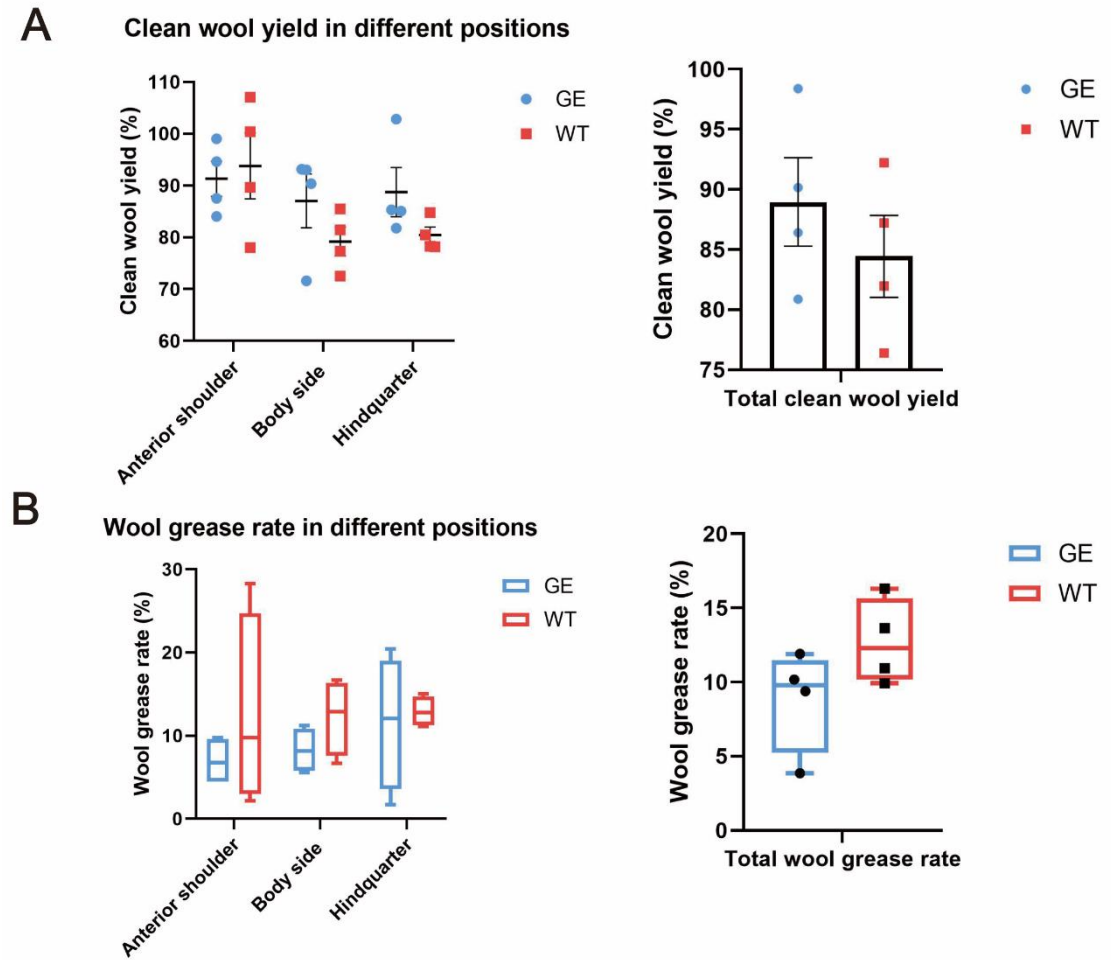 A
Clean wool yield in different positions
Clean wool yield (%)
110
100
90
80
70
60
Anterior shoulder
Body side
Hindquarter
GE
WT
Clean wool yield (%)
100
95
90
85
80
75
Total clean wool yield
GE
WT
B
Wool grease rate in different positions
Wool grease rate (%)
30
20
10
0
Anterior shoulder
Body side
Hindquarter
GE
WT
Wool grease rate (%)
20
15
10
5
0
Total wool grease rate
GE
WT